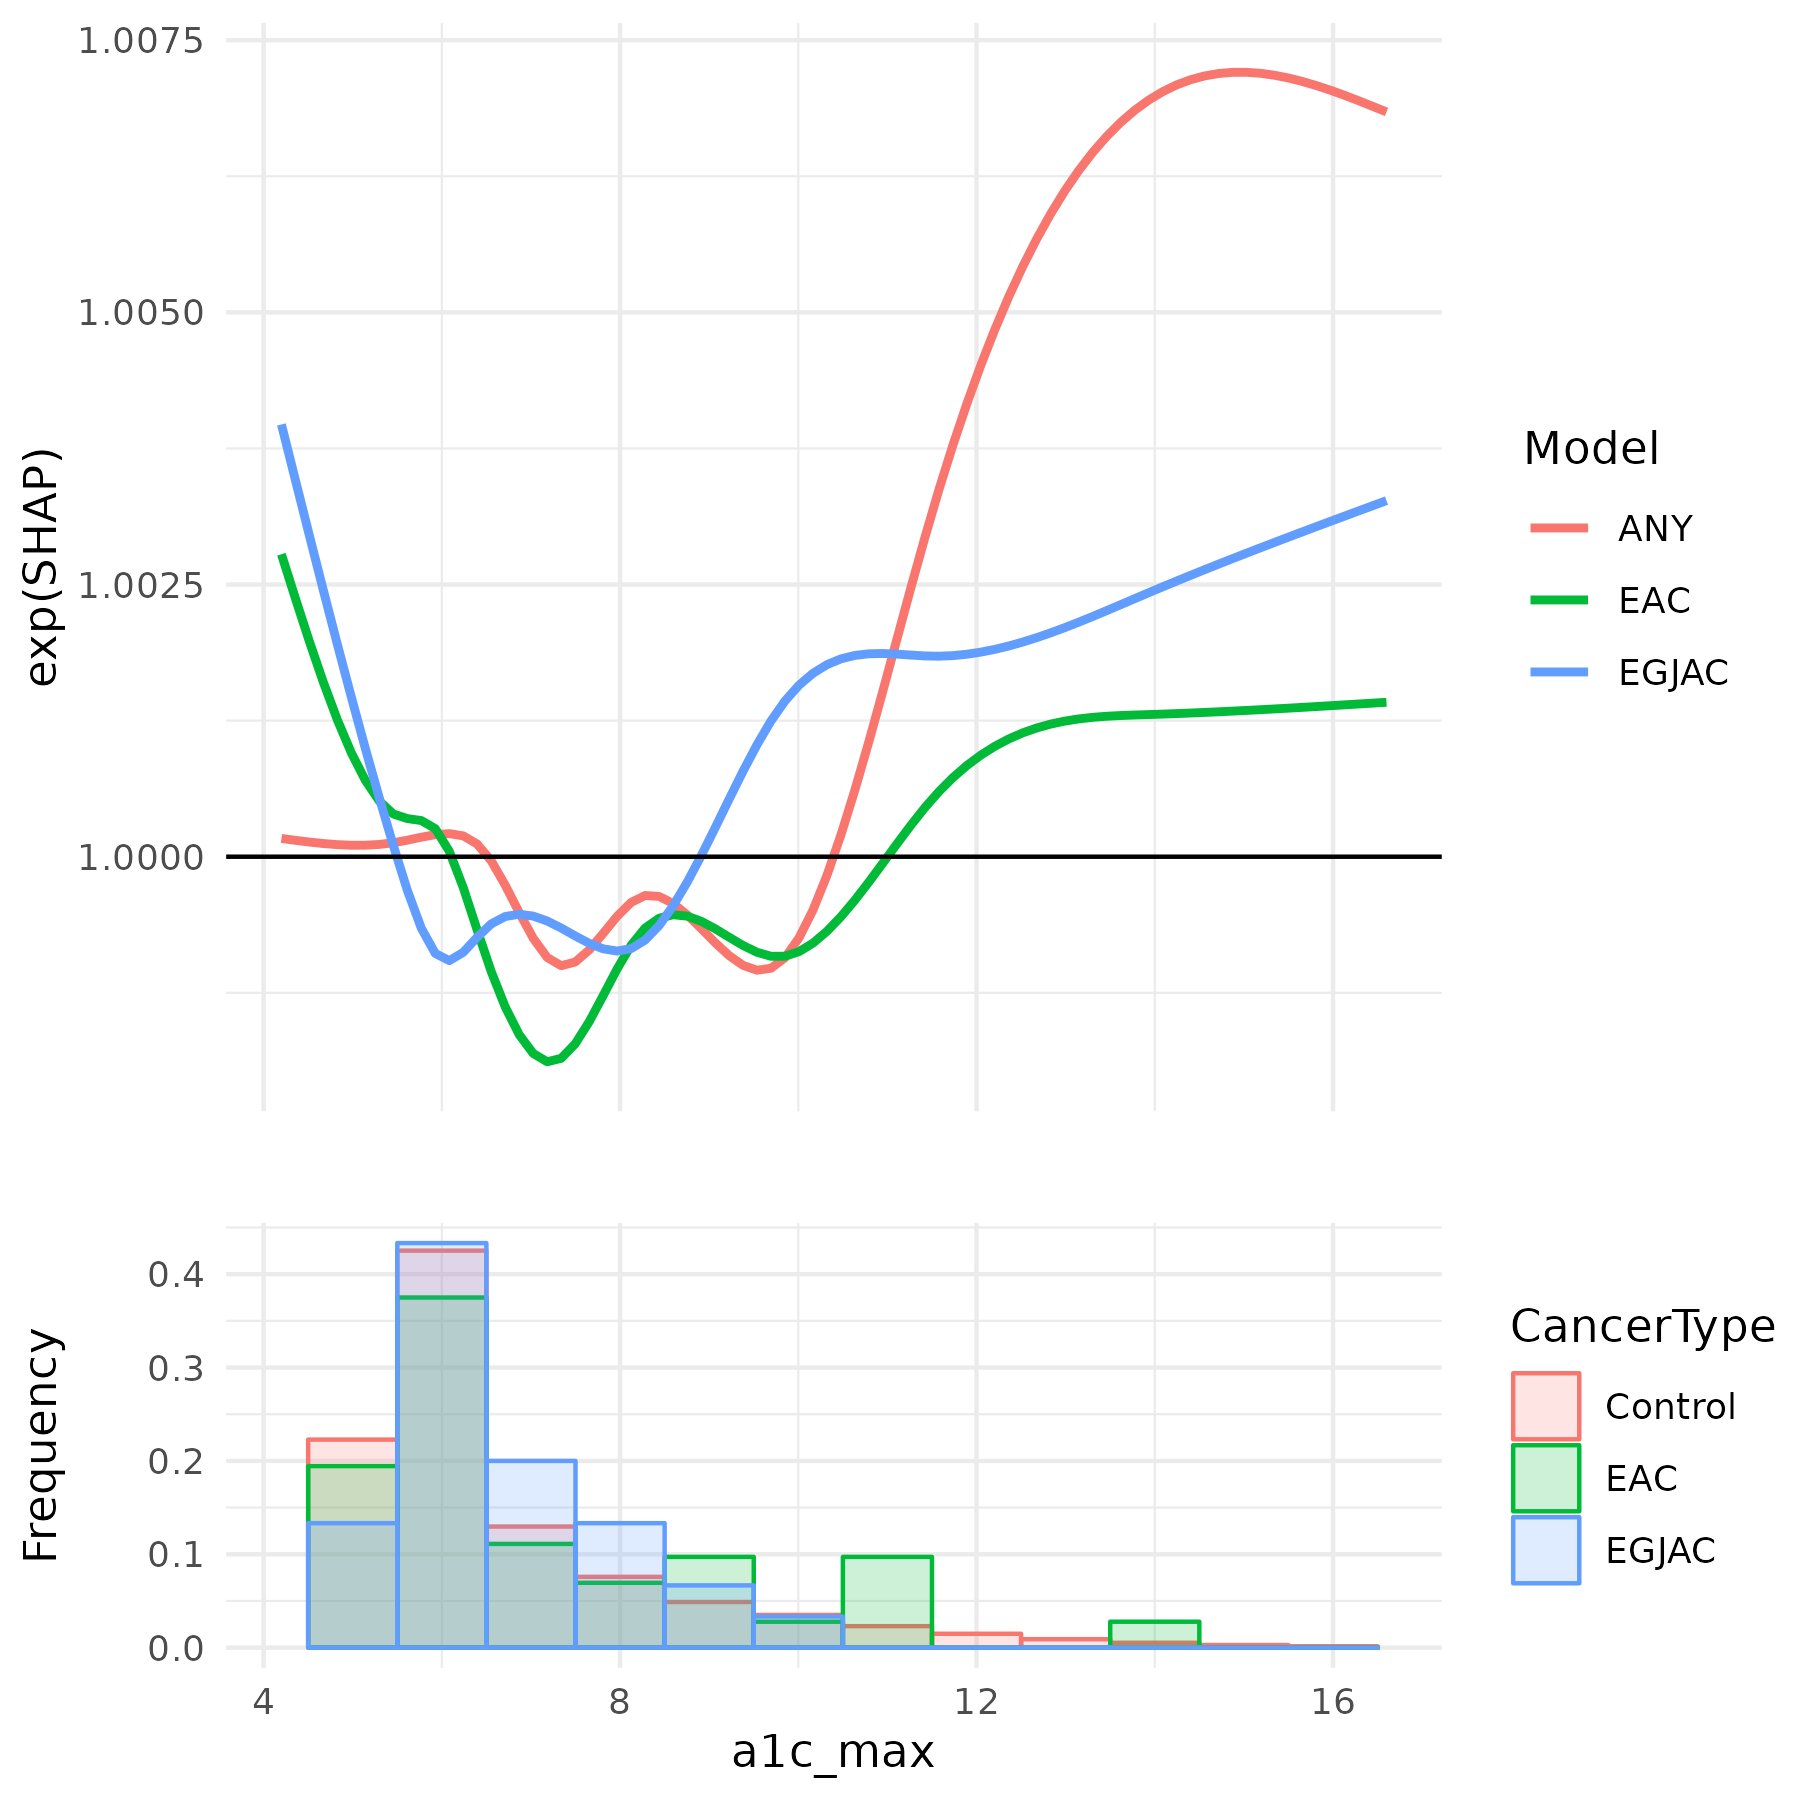 1.0075
1.0050
1.0025
1.0000
exp(SHAP)
Model
ANY
EAC
EGJAC
0.4
0.3
0.2
0.1
0.0
Frequency
4 8 12 16
a1c_max
CancerType
Control
EAC
EGJAC